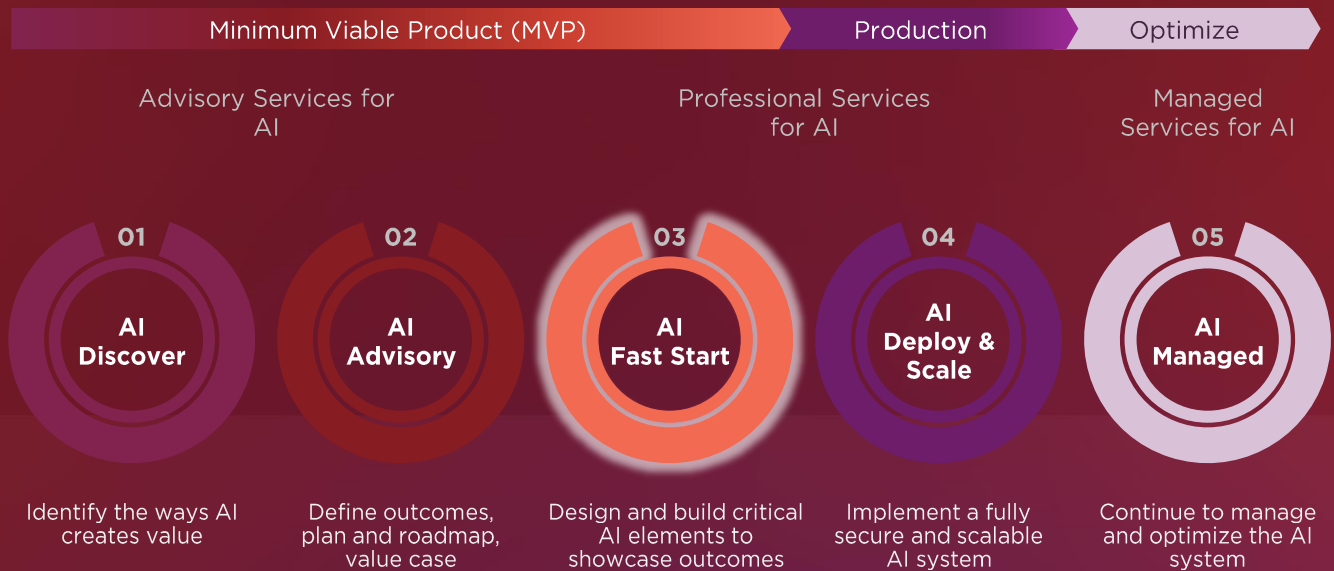 Minimum Viable Product (MVP)
Production
Optimize
Advisory Services for
AI
Professional Services
for AI
Managed
Services for AI
01
AI
Discover
Identify the ways AI
creates value
02
AI
Advisory
Define outcomes,
plan and roadmap,
value case
03
AI
Fast Start
Design and build critical
AI elements to
showcase outcomes
04
AI
Deploy &
Scale
Implement a fully
secure and scalable
AI system
05
AI
Managed
Continue to manage
and optimize the AI
system